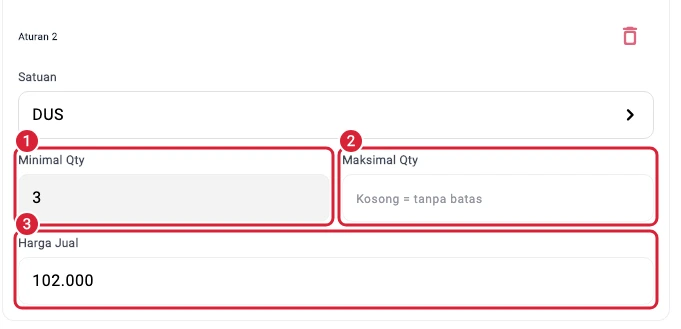 Aturan 2
Satuan
DUS
1 2
Minimal Qty Maksimal Qty
3 Kosong = tanpa batas
3
Harga Jual
102.000